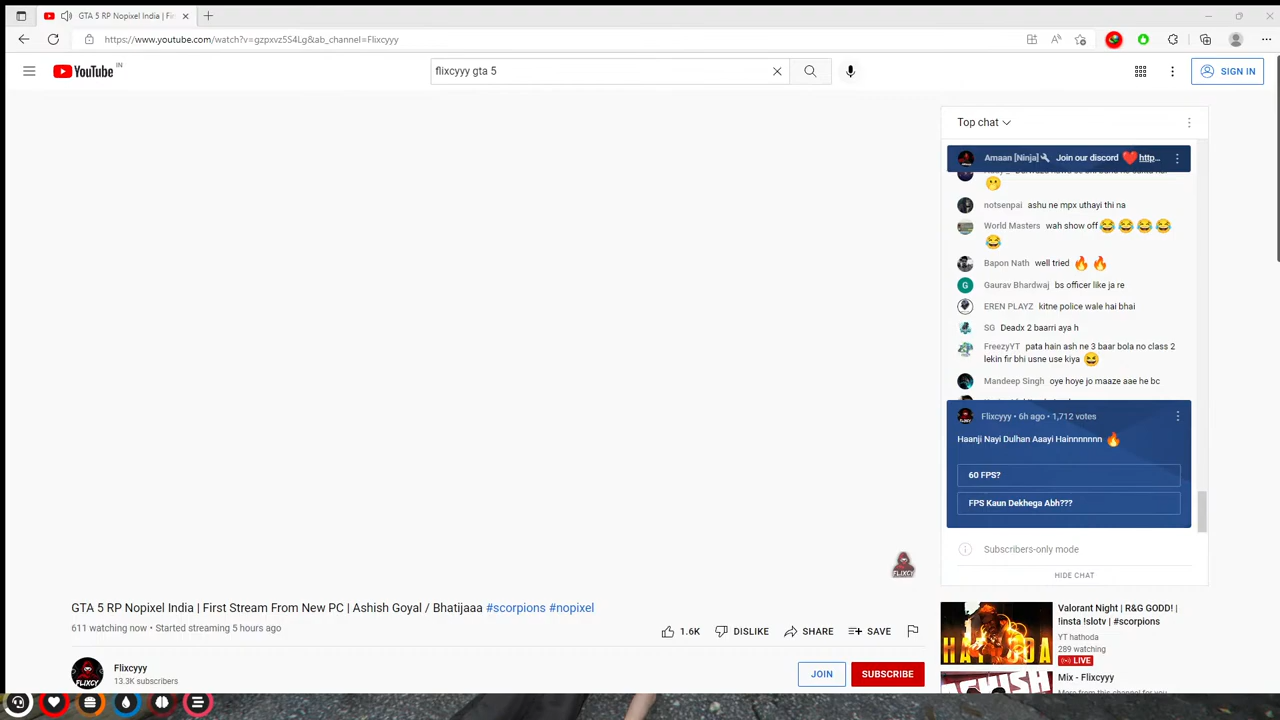 GTA 5 RP Nopixel India | Fi
https://www.youtube.com/watch?v=gzpxvz5S4Lg&ab_channel=Flixcyyy
YouTube IN
flixcyyy gta 5
SIGN IN
Top chat
Amaan [Ninja] Join our discord ❤️ http...
🤭
notsenpai ashu ne mpx uthayi thi na
World Masters wah show off 😂 😂 😂 😂
😂
Bapon Nath well tried 🔥 🔥
G Gaurav Bhardwaj bs officer like ja re
EREN PLAYZ kitne police wale hai bhai
SG Deadx 2 baarri aya h
FreezyYT pata hain ash ne 3 baar bola no class 2
lekin fir bhi usne use kiya 😆
Mandeep Singh oye hoye jo maaze aae he bc
Flixcyyy • 6h ago • 1,712 votes
Haanji Nayi Dulhan Aaayi Hainnnnnnn 🔥
60 FPS?
FPS Kaun Dekhega Abh???
Subscribers-only mode
HIDE CHAT
FLIXCY
GTA 5 RP Nopixel India | First Stream From New PC | Ashish Goyal / Bhatijaaa #scorpions #nopixel
611 watching now • Started streaming 5 hours ago
1.6K DISLIKE SHARE SAVE
Flixcyyy
13.3K subscribers
JOIN SUBSCRIBE
Valorant Night | R&G GODD! |
!insta !slotv | #scorpions
YT hathoda
289 watching
LIVE
Mix - Flixcyyy
More from this channel for you